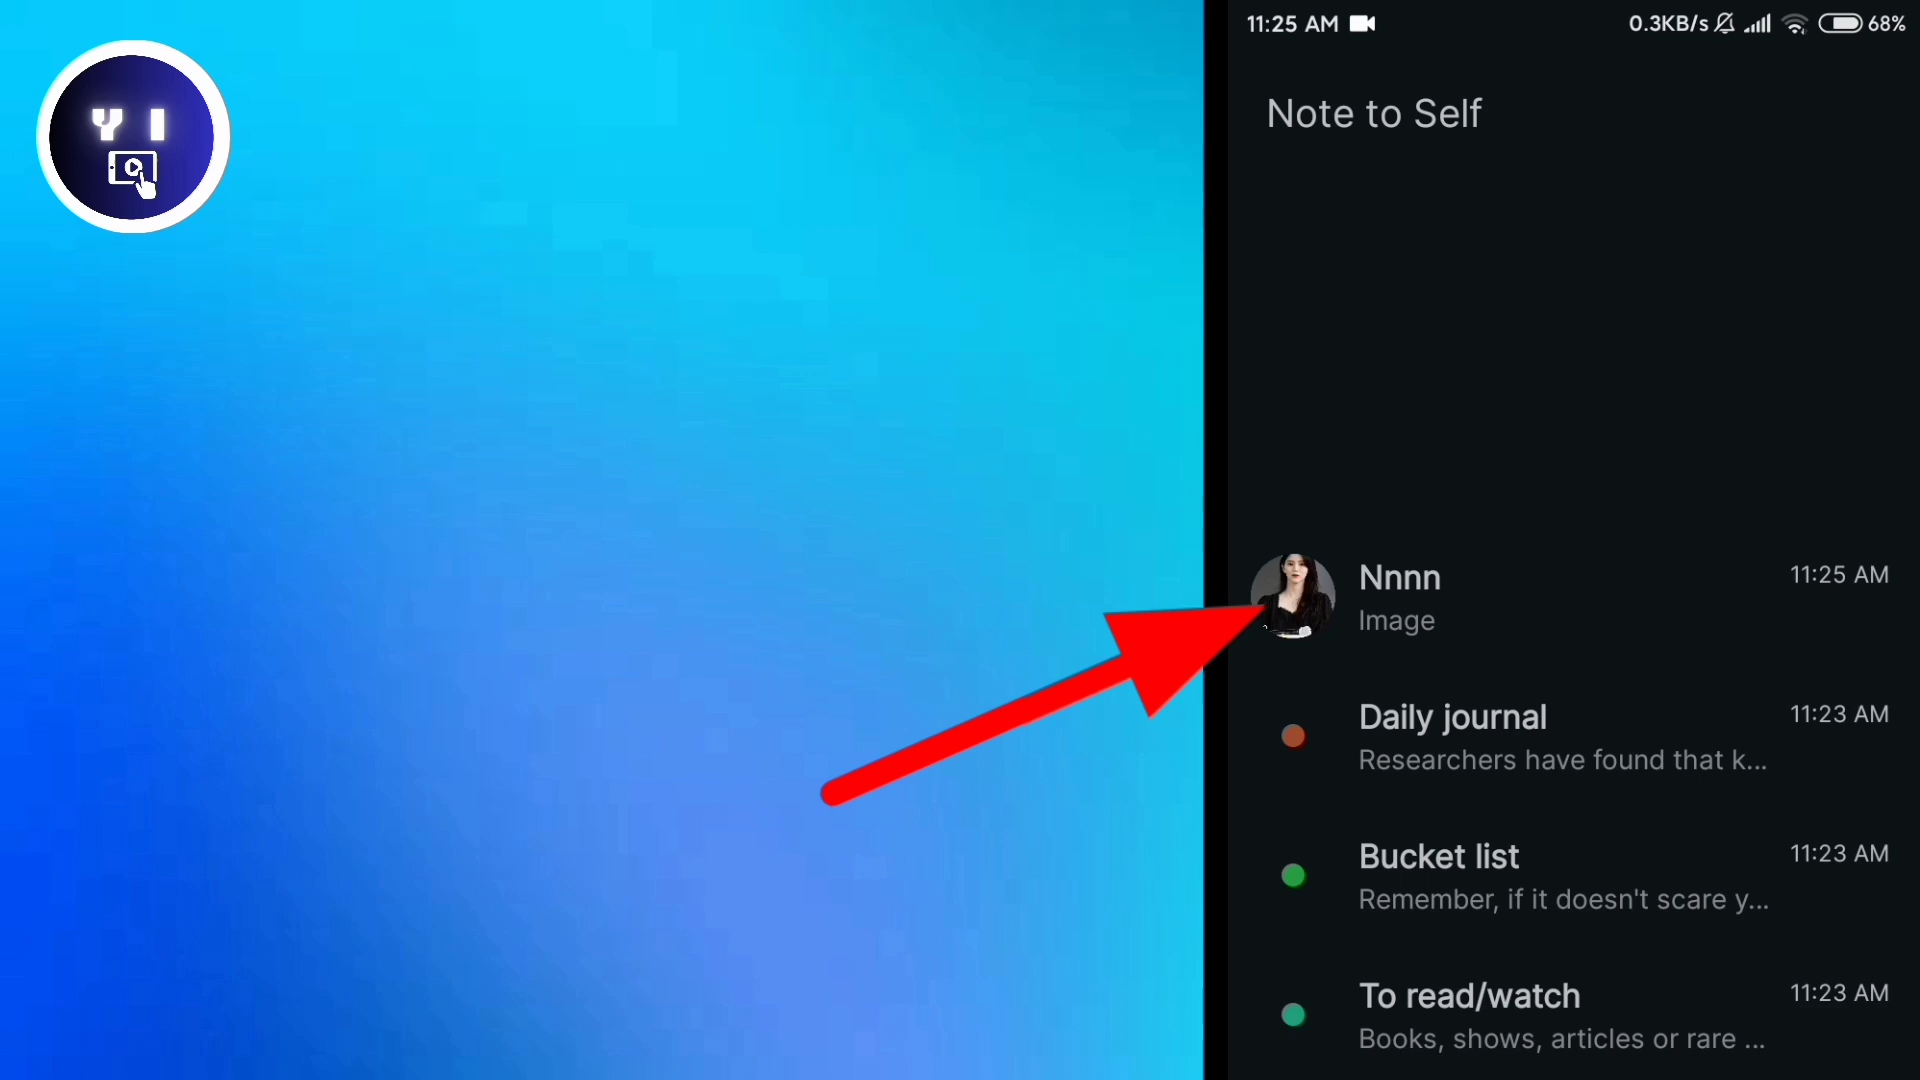 Y I
11:25 AM
0.3KB/s 68%
Note to Self
Nnnn 11:25 AM
Image
Daily journal 11:23 AM
Researchers have found that k...
Bucket list 11:23 AM
Remember, if it doesn't scare y...
To read/watch 11:23 AM
Books, shows, articles or rare ...